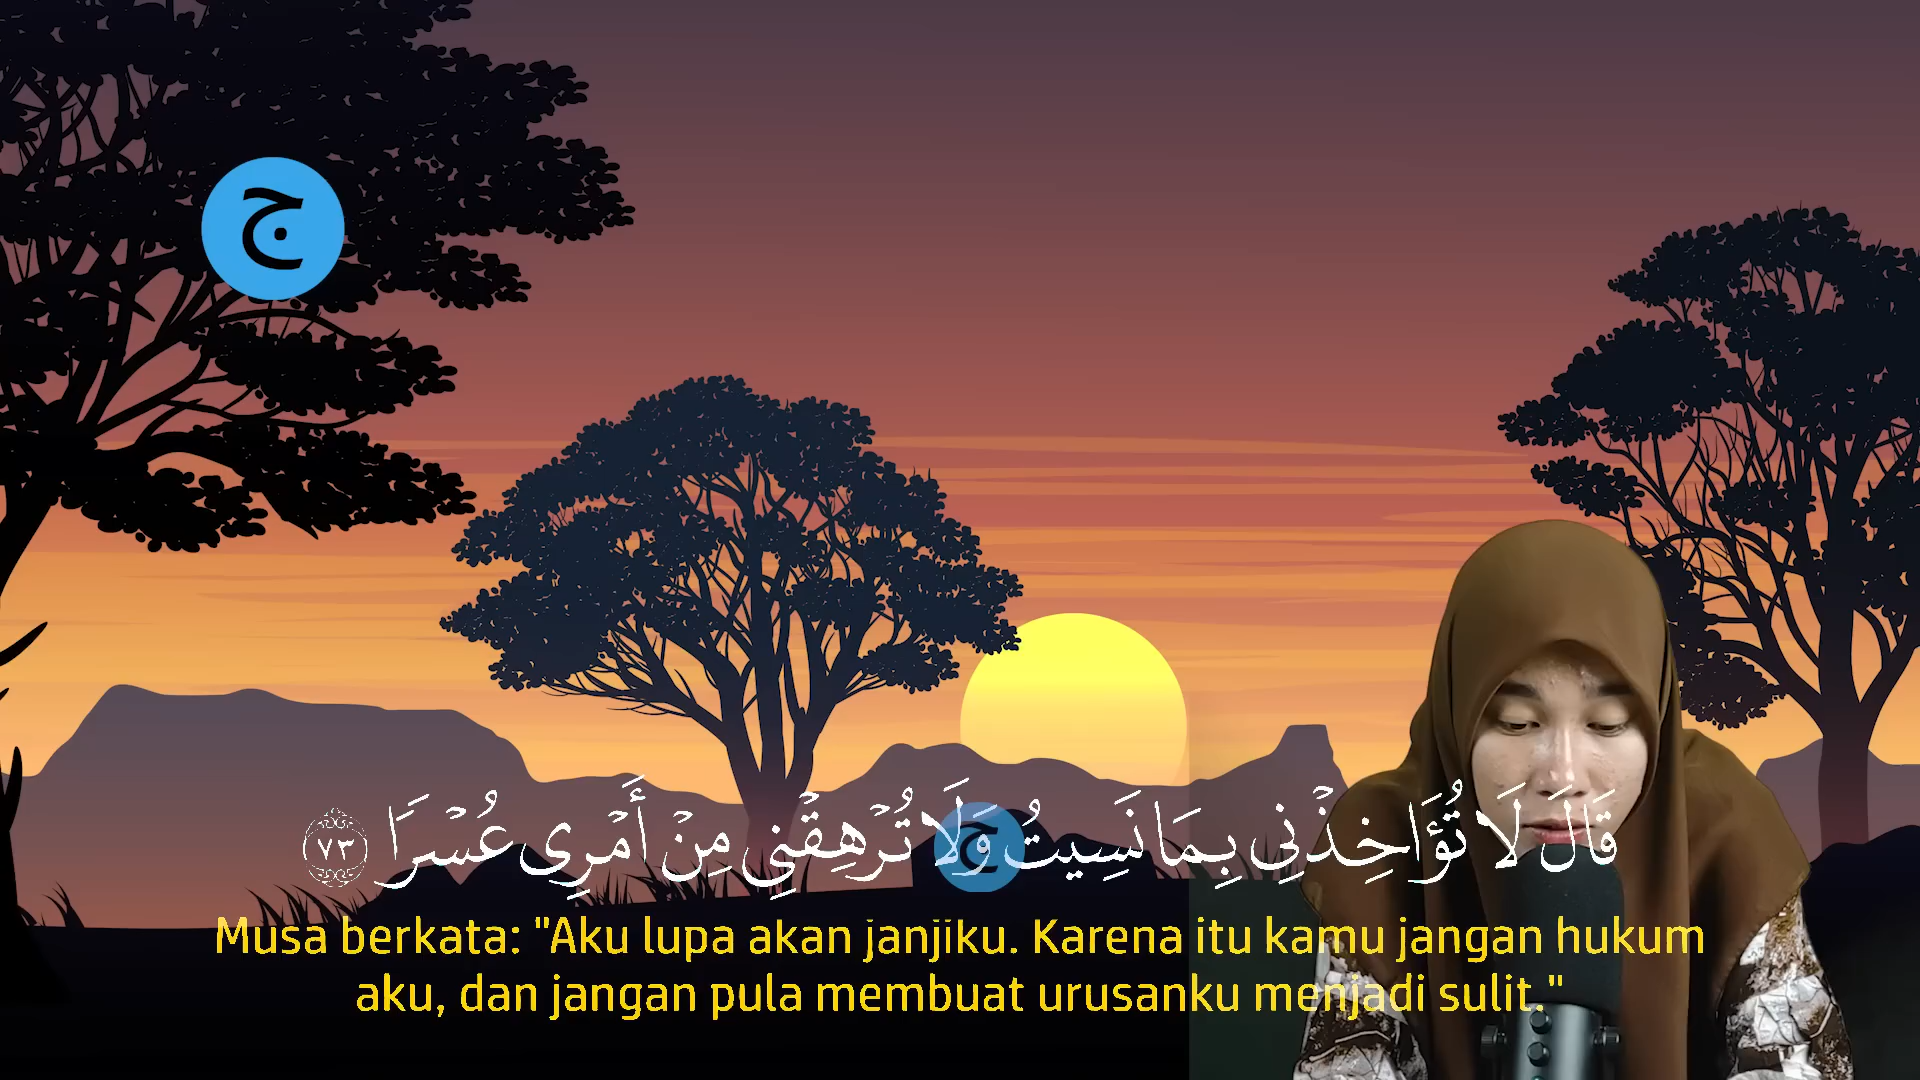 ج
قَالَ لَا تُؤَاخِذْنِي بِمَا نَسِيتُ وَلَا تُرْهِقْنِي مِنْ أَمْرِي عُسْرًا ٧٣
ج
Musa berkata: "Aku lupa akan janjiku. Karena itu kamu jangan hukum
aku, dan jangan pula membuat urusanku menjadi sulit."